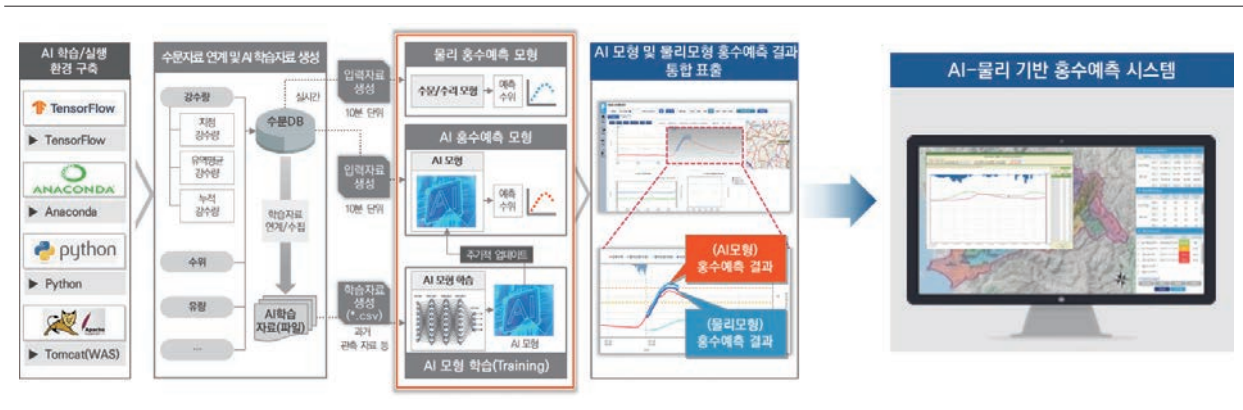 AI 학습/실행
환경 구축
TensorFlow
▶ TensorFlow
ANACONDA
▶ Anaconda
python
▶ Python
Apache
▶ Tomcat(WAS)
수문자료 연계 및 AI 학습자료 생성
강수량
지점
강수량
유역평균
강수량
누적
강수량
수위
유량
...
실시간
수문DB
학습자료
연계/수집
AI학습
자료(파일)
입력자료
생성
10분 단위
입력자료
생성
10분 단위
학습자료
생성
(*.csv)
과거
관측 자료 등
물리 홍수예측 모형
수문/수리 모형
예측
수위
AI 홍수예측 모형
AI 모형
AI
예측
수위
주기적 업데이트
AI 모형 학습
AI
AI 모형
AI 모형 학습(Training)
AI 모형 및 물리모형 홍수예측 결과
통합 표출
(AI모형)
홍수예측 결과
(물리모형)
홍수예측 결과
AI-물리 기반 홍수예측 시스템